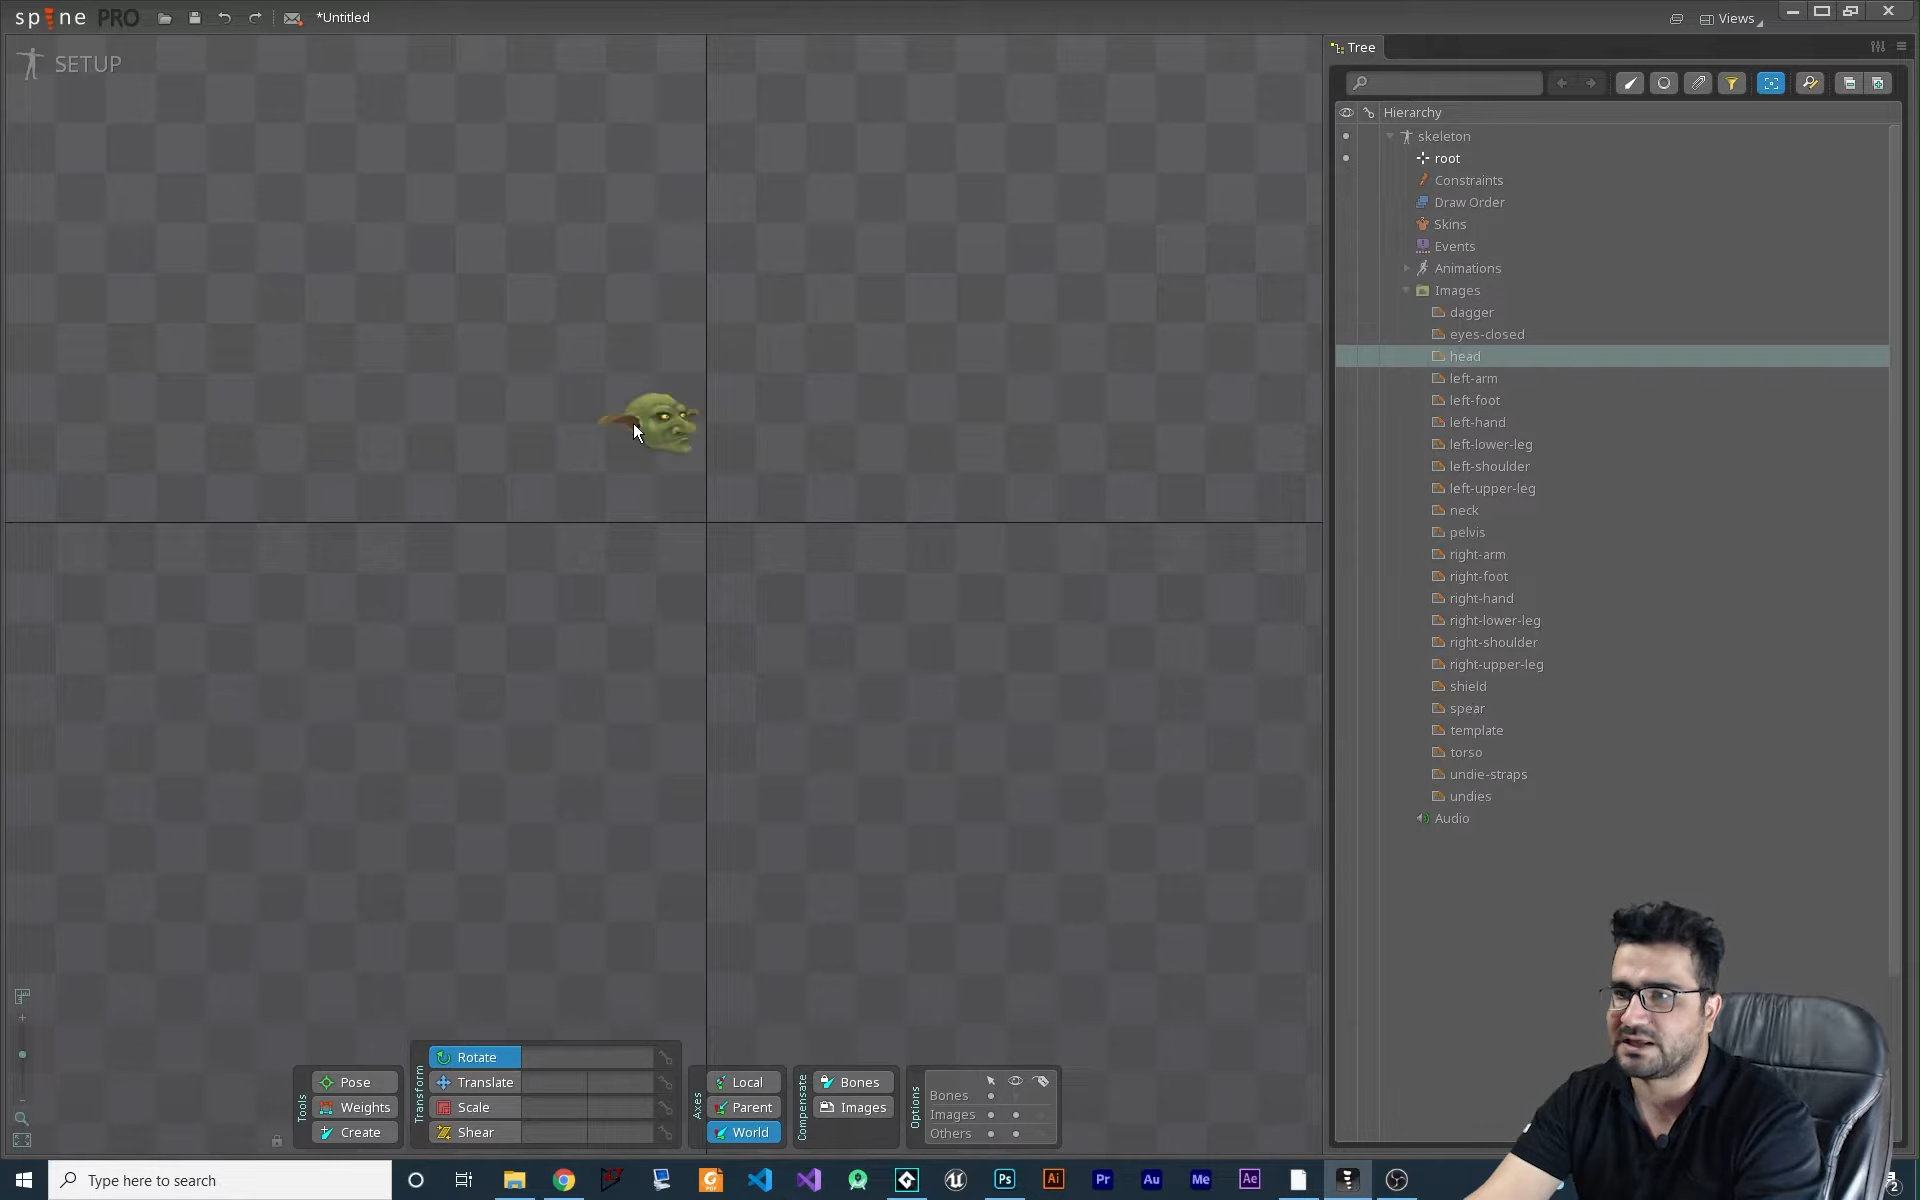 spine PRO
*Untitled
Views
SETUP
Tree
Hierarchy
skeleton
root
Constraints
Draw Order
Skins
Events
Animations
Images
dagger
eyes-closed
head
left-arm
left-foot
left-hand
left-lower-leg
left-shoulder
left-upper-leg
neck
pelvis
right-arm
right-foot
right-hand
right-lower-leg
right-shoulder
right-upper-leg
shield
spear
template
torso
undie-straps
undies
Audio
Tools
Pose
Weights
Create
Transform
Rotate
Translate
Scale
Shear
Axes
Local
Parent
World
Compensate
Bones
Images
Options
Bones
Images
Others
Type here to search
Ps
Ai
Pr
Au
Me
Ae
2